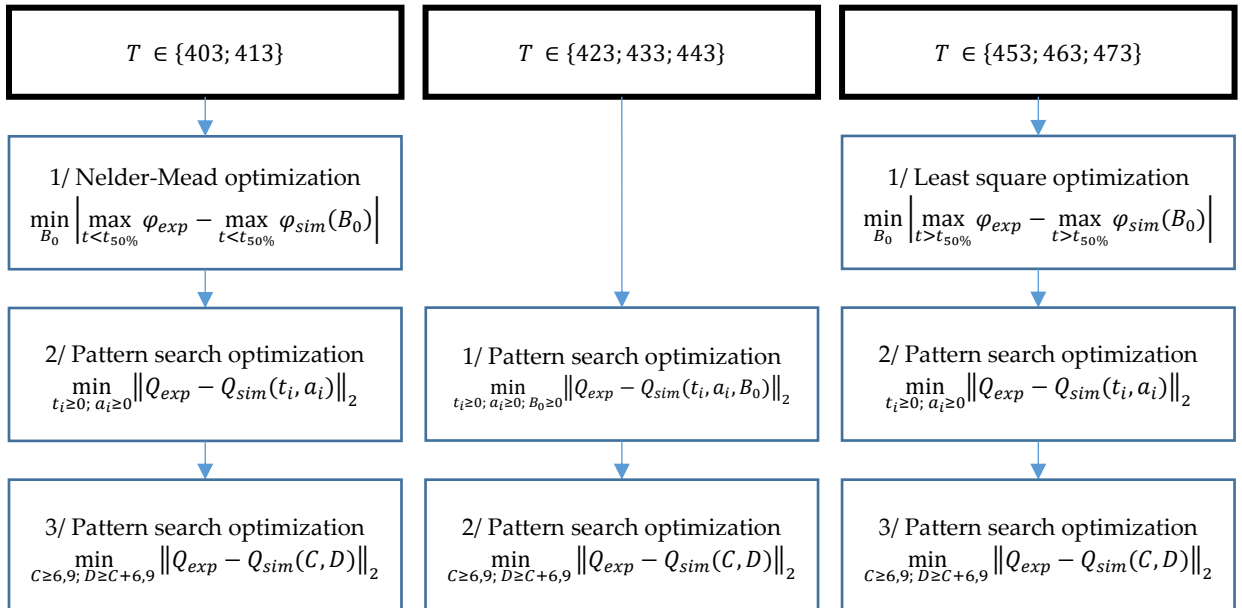 T ∈ {403; 413}
1/ Nelder-Mead optimization
min_{B_0} |max_{t<t_{50%}} φ_{exp} − max_{t<t_{50%}} φ_{sim}(B_0)|
2/ Pattern search optimization
min_{t_i≥0; a_i≥0} ‖Q_{exp} − Q_{sim}(t_i, a_i)‖_2
3/ Pattern search optimization
min_{C≥6,9; D≥C+6,9} ‖Q_{exp} − Q_{sim}(C, D)‖_2
T ∈ {423; 433; 443}
1/ Pattern search optimization
min_{t_i≥0; a_i≥0; B_0≥0} ‖Q_{exp} − Q_{sim}(t_i, a_i, B_0)‖_2
2/ Pattern search optimization
min_{C≥6,9; D≥C+6,9} ‖Q_{exp} − Q_{sim}(C, D)‖_2
T ∈ {453; 463; 473}
1/ Least square optimization
min_{B_0} |max_{t>t_{50%}} φ_{exp} − max_{t>t_{50%}} φ_{sim}(B_0)|
2/ Pattern search optimization
min_{t_i≥0; a_i≥0} ‖Q_{exp} − Q_{sim}(t_i, a_i)‖_2
3/ Pattern search optimization
min_{C≥6,9; D≥C+6,9} ‖Q_{exp} − Q_{sim}(C, D)‖_2